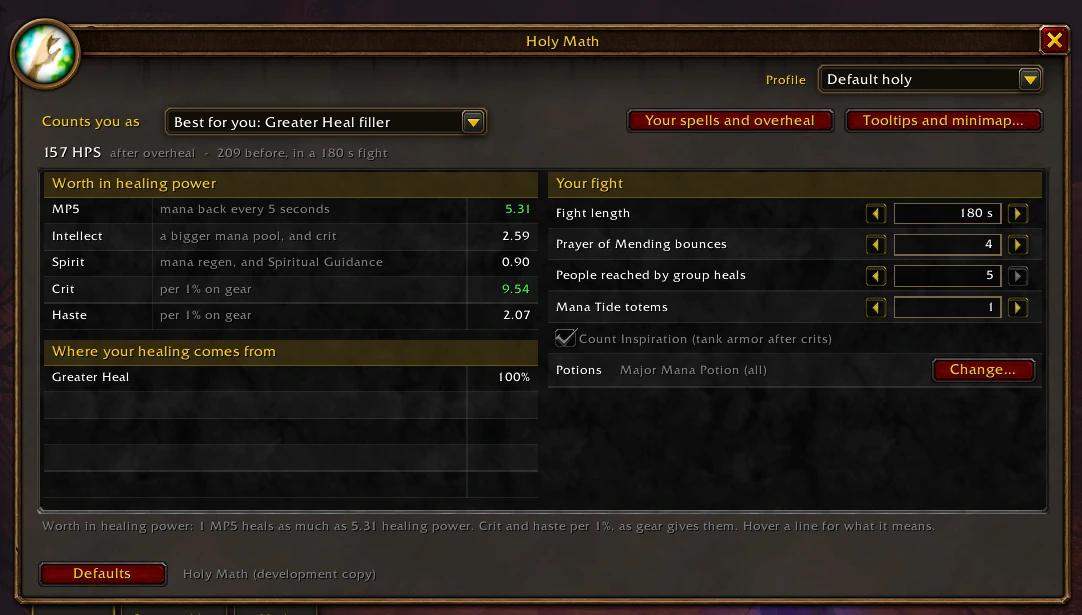 Holy Math
Profile Default holy
Counts you as Best for you: Greater Heal filler Your spells and overheal Tooltips and minimap...
157 HPS after overheal - 209 before, in a 180 s fight
Worth in healing power
MP5 mana back every 5 seconds 5.31
Intellect a bigger mana pool, and crit 2.59
Spirit mana regen, and Spiritual Guidance 0.90
Crit per 1% on gear 9.54
Haste per 1% on gear 2.07
Where your healing comes from
Greater Heal 100%
Your fight
Fight length 180 s
Prayer of Mending bounces 4
People reached by group heals 5
Mana Tide totems 1
Count Inspiration (tank armor after crits)
Potions Major Mana Potion (all) Change...
Worth in healing power: 1 MP5 heals as much as 5.31 healing power. Crit and haste per 1%, as gear gives them. Hover a line for what it means.
Defaults Holy Math (development copy)